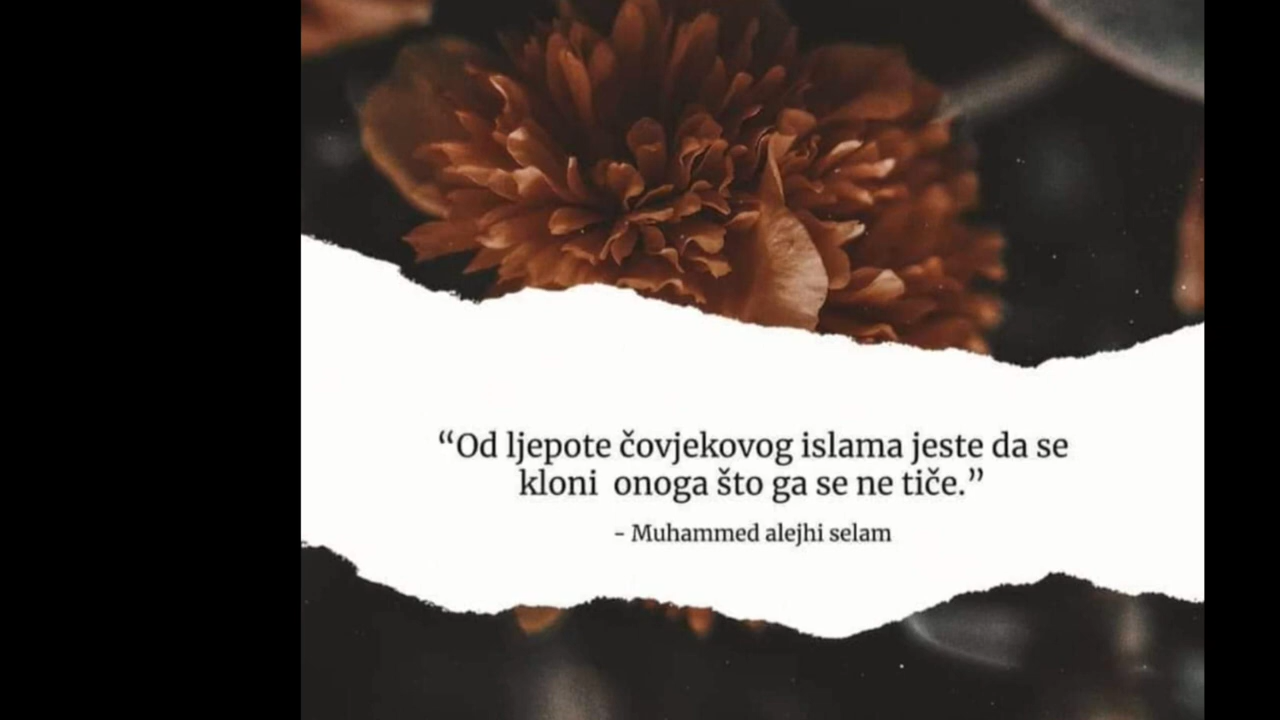 “Od ljepote čovjekovog islama jeste da se
kloni onoga što ga se ne tiče.”
- Muhammed alejhi selam